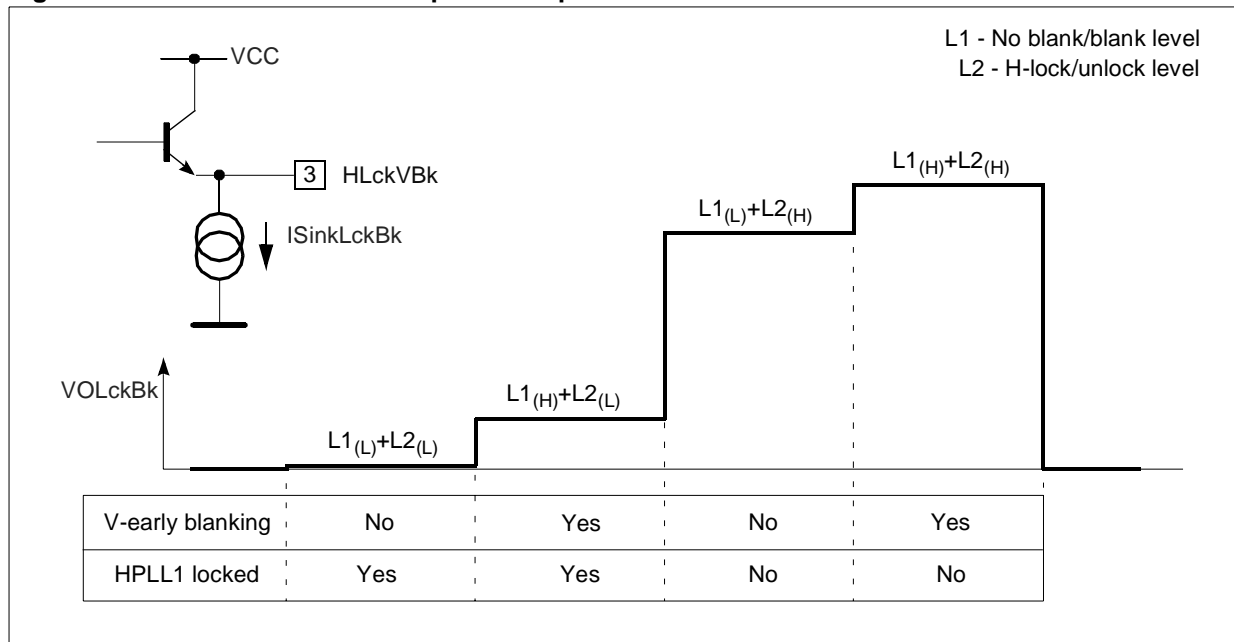 VCC
L1 - No blank/blank level
L2 - H-lock/unlock level
3 HLckVBk
ISinkLckBk
L1(H)+L2(H)
L1(L)+L2(H)
VOLckBk
L1(H)+L2(L)
L1(L)+L2(L)
V-early blanking No Yes No Yes
HPLL1 locked Yes Yes No No